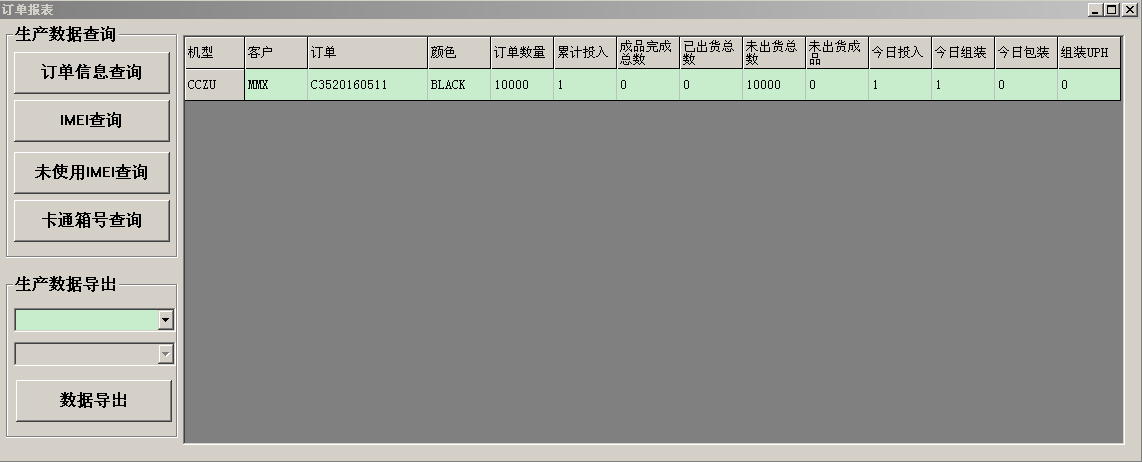 订单报表
生产数据查询
订单信息查询
IMEI查询
未使用IMEI查询
卡通箱号查询
生产数据导出
数据导出
机型 客户 订单 颜色 订单数量 累计投入 成品完成总数 已出货总数 未出货总数 未出货成品 今日投入 今日组装 今日包装 组装UPH
CCZU MMX C3520160511 BLACK 10000 1 0 0 10000 0 1 1 0 0